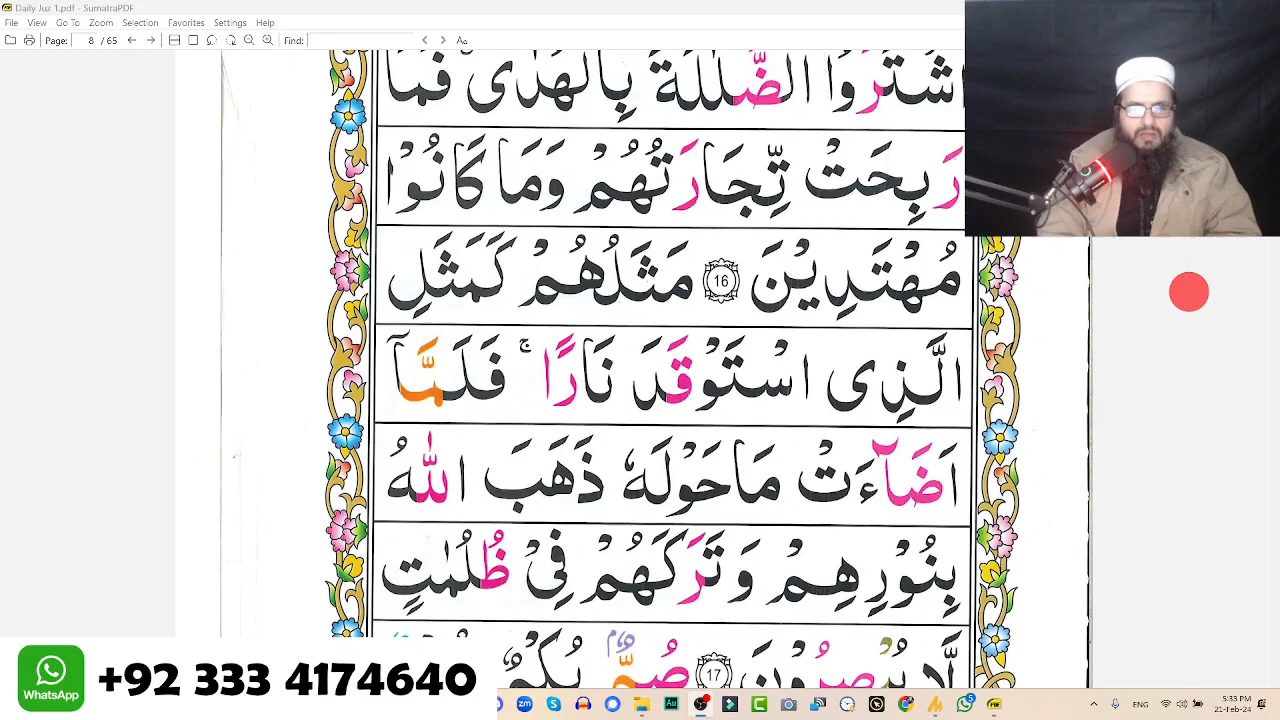 Daily Juz 1.pdf - SumatraPDF
File View Go To Zoom Favorites Settings Help
Page: 8 / 65 Find:
اشْتَرَوُا الضَّلٰلَةَ بِالْهُدٰى فَمَا
رَبِحَتْ تِّجَارَتُهُمْ وَمَا كَانُوْا
مُهْتَدِيْنَ 16 مَثَلُهُمْ كَمَثَلِ
الَّذِى اسْتَوْقَدَ نَارًا ۚ فَلَمَّآ
اَضَآءَتْ مَاحَوْلَهٗ ذَهَبَ اللّٰهُ
بِنُوْرِهِمْ وَتَرَكَهُمْ فِىْ ظُلُمٰتٍ
لَّا يُبْصِرُوْنَ 17 صُمٌّۢ بُكْمٌ
WhatsApp
+92 333 4174640
ENG
5:33 PM
21-Feb-24